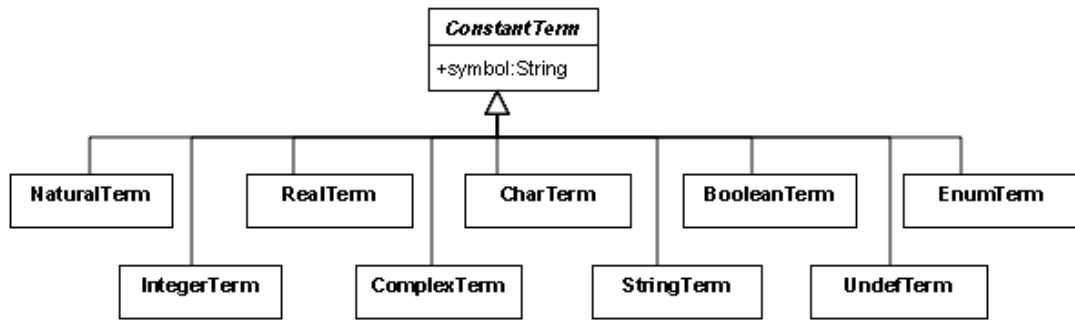 ConstantTerm
+symbol:String
NaturalTerm
RealTerm
CharTerm
BooleanTerm
EnumTerm
IntegerTerm
ComplexTerm
StringTerm
UndefTerm